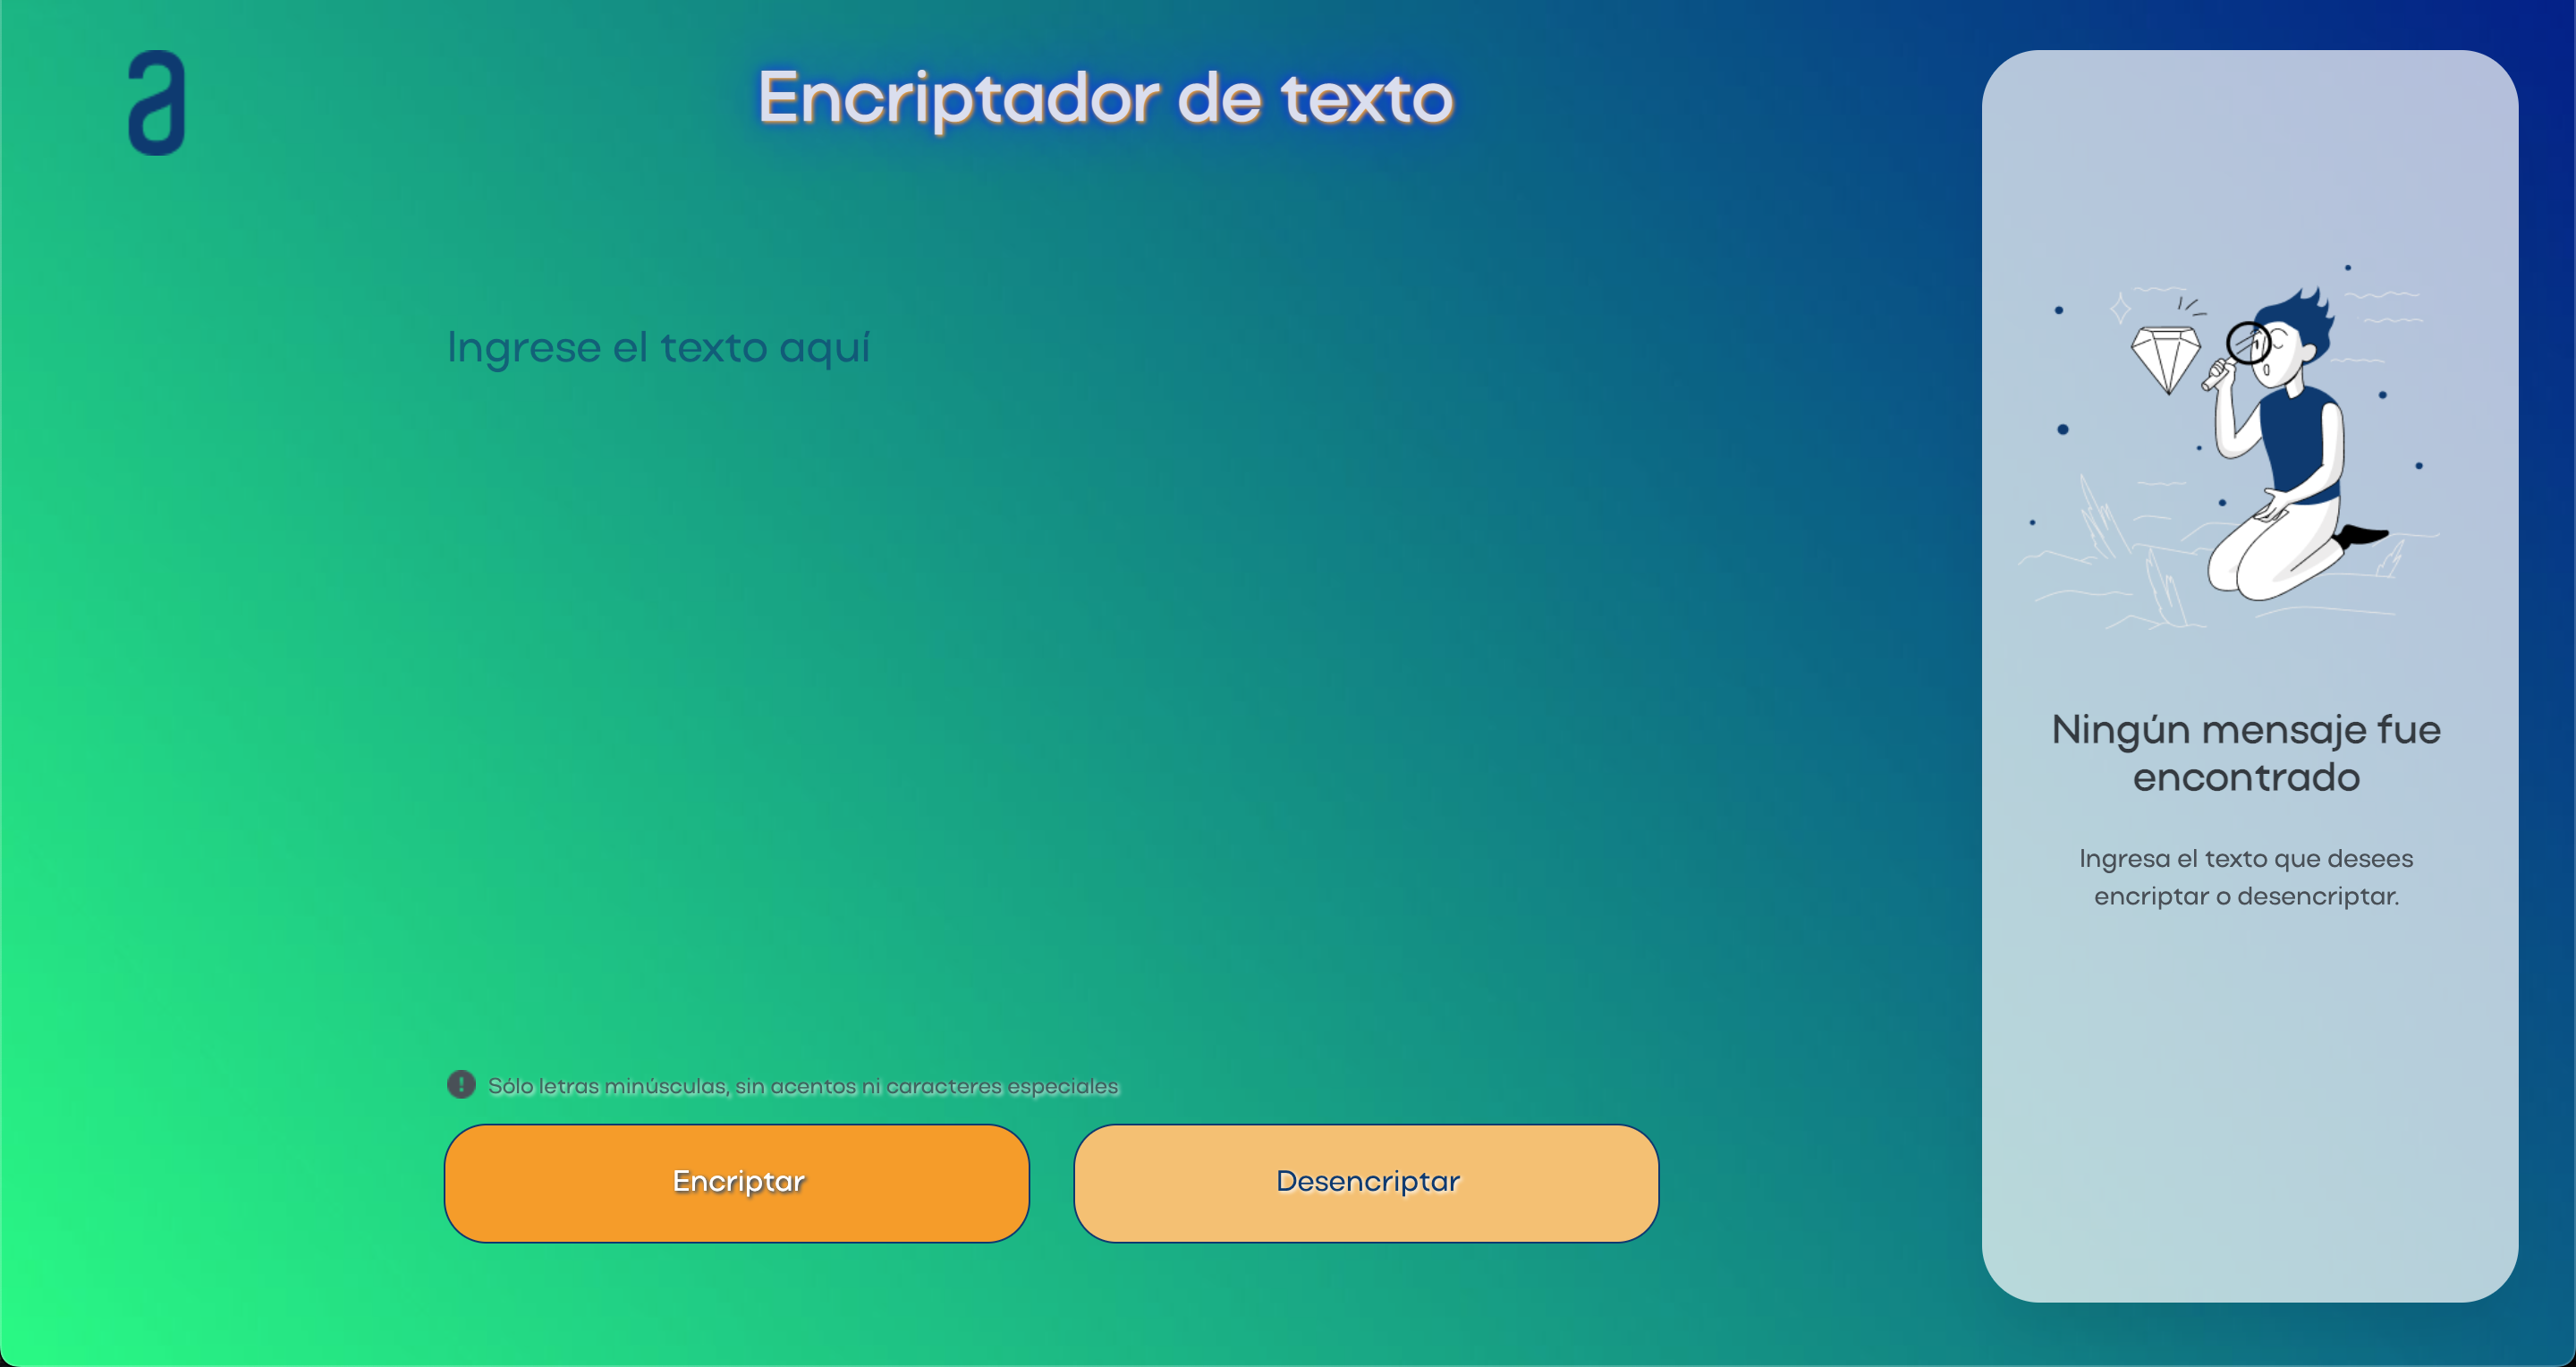 a
Encriptador de texto
Ingrese el texto aquí
Sólo letras minúsculas, sin acentos ni caracteres especiales
Encriptar
Desencriptar
Ningún mensaje fue
encontrado
Ingresa el texto que desees
encriptar o desencriptar.